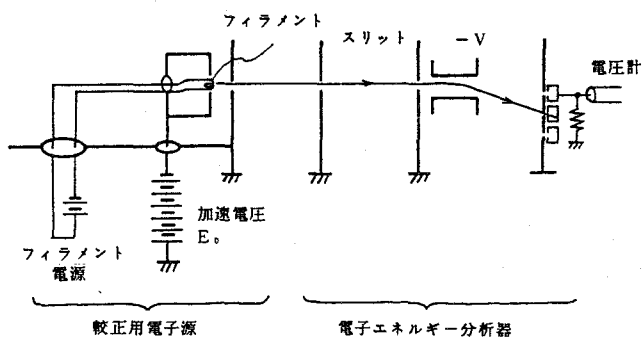 フィラメント
スリット
－V
電圧計
加速電圧
E₀
フィラメント
電源
較正用電子源
電子エネルギー分析器